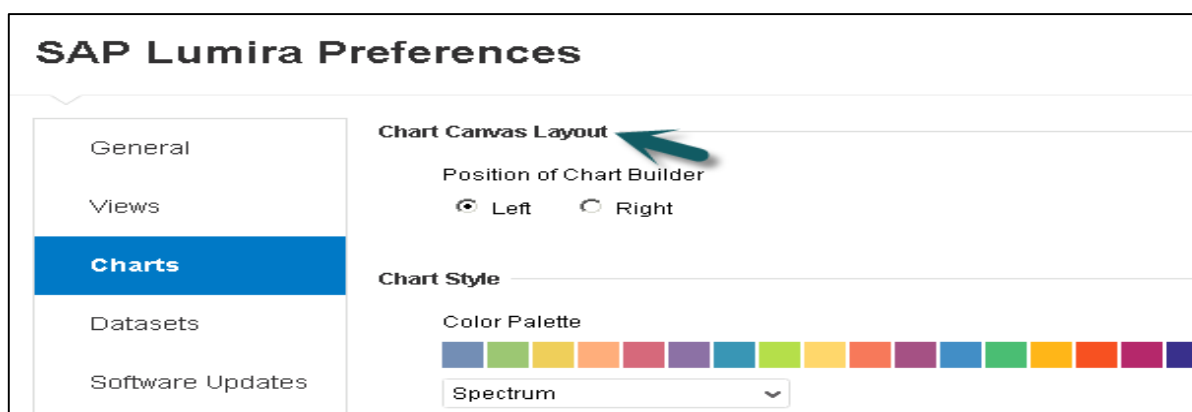 SAP Lumira Preferences
General
Views
Charts
Datasets
Software Updates
Chart Canvas Layout
Position of Chart Builder
Left Right
Chart Style
Color Palette
Spectrum